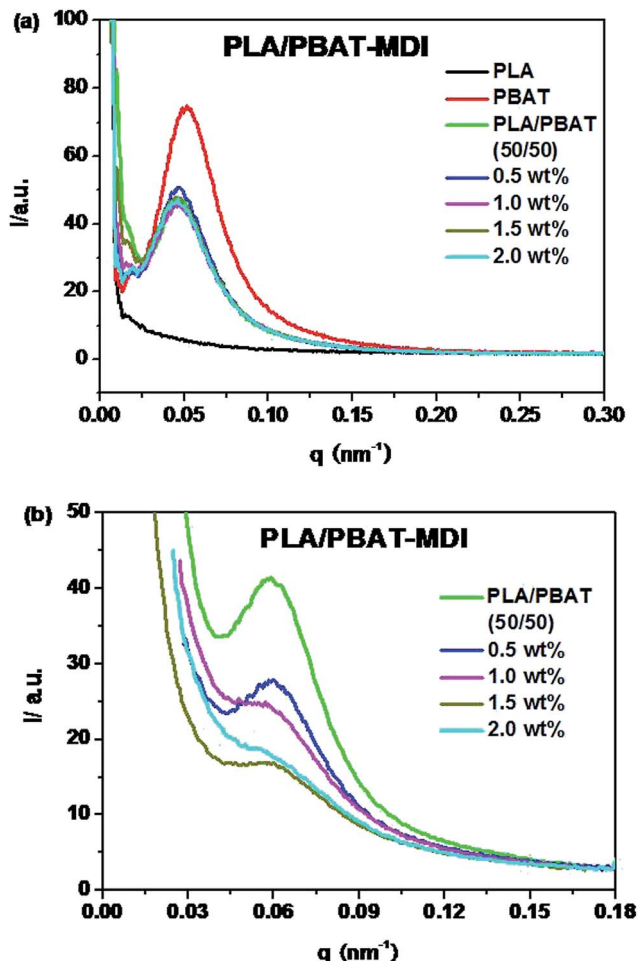 (a)
PLA/PBAT-MDI
PLA
PBAT
PLA/PBAT
(50/50)
0.5 wt%
1.0 wt%
1.5 wt%
2.0 wt%
I/a.u.
100
80
60
40
20
0
0.00 0.05 0.10 0.15 0.20 0.25 0.30
q (nm⁻¹)
(b)
PLA/PBAT-MDI
PLA/PBAT
(50/50)
0.5 wt%
1.0 wt%
1.5 wt%
2.0 wt%
I/ a.u.
50
40
30
20
10
0
0.00 0.03 0.06 0.09 0.12 0.15 0.18
q (nm⁻¹)